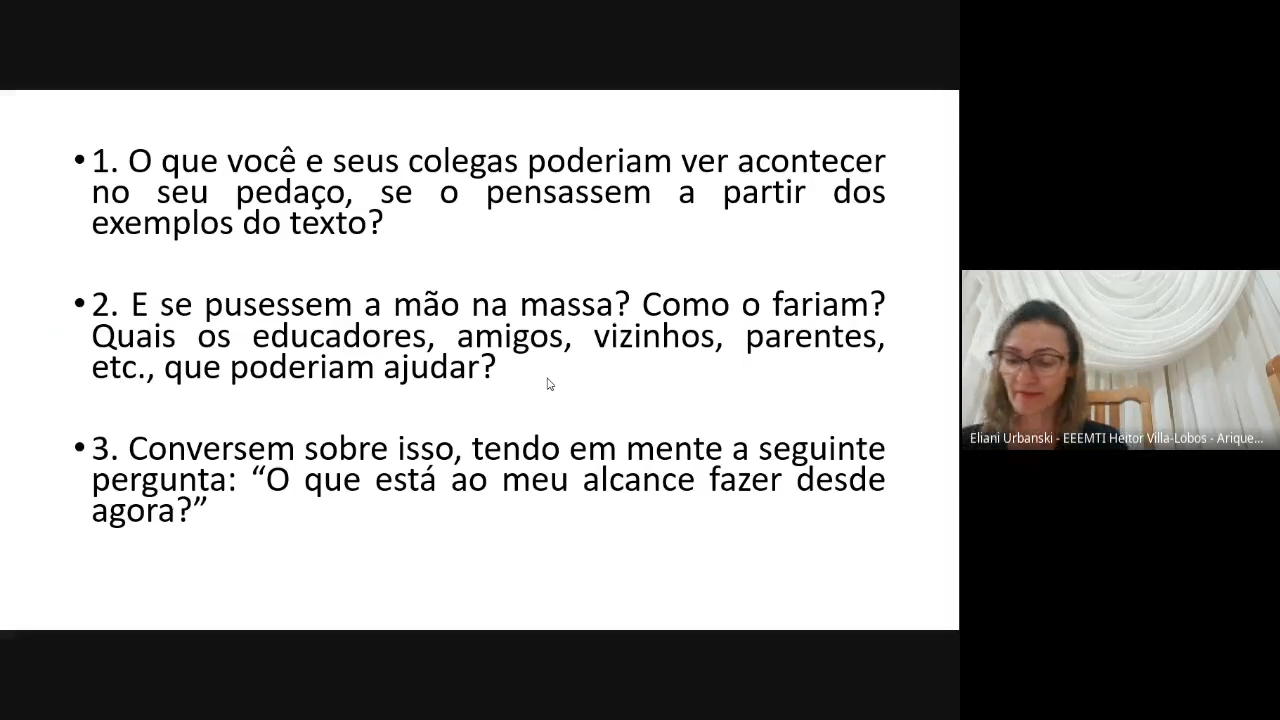 • 1. O que você e seus colegas poderiam ver acontecer
no seu pedaço, se o pensassem a partir dos
exemplos do texto?
• 2. E se pusessem a mão na massa? Como o fariam?
Quais os educadores, amigos, vizinhos, parentes,
etc., que poderiam ajudar?
• 3. Conversem sobre isso, tendo em mente a seguinte
pergunta: “O que está ao meu alcance fazer desde
agora?”
Eliani Urbanski - EEEMTI Heitor Villa-Lobos - Arique...